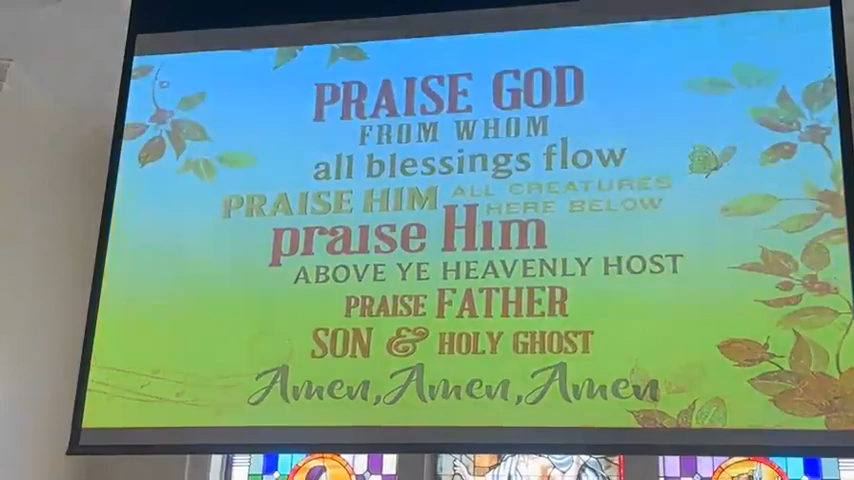 PRAISE GOD
FROM WHOM
all blessings flow
PRAISE HIM ALL CREATURES HERE BELOW
praise Him
ABOVE YE HEAVENLY HOST
PRAISE FATHER
SON & HOLY GHOST
Amen, Amen, Amen